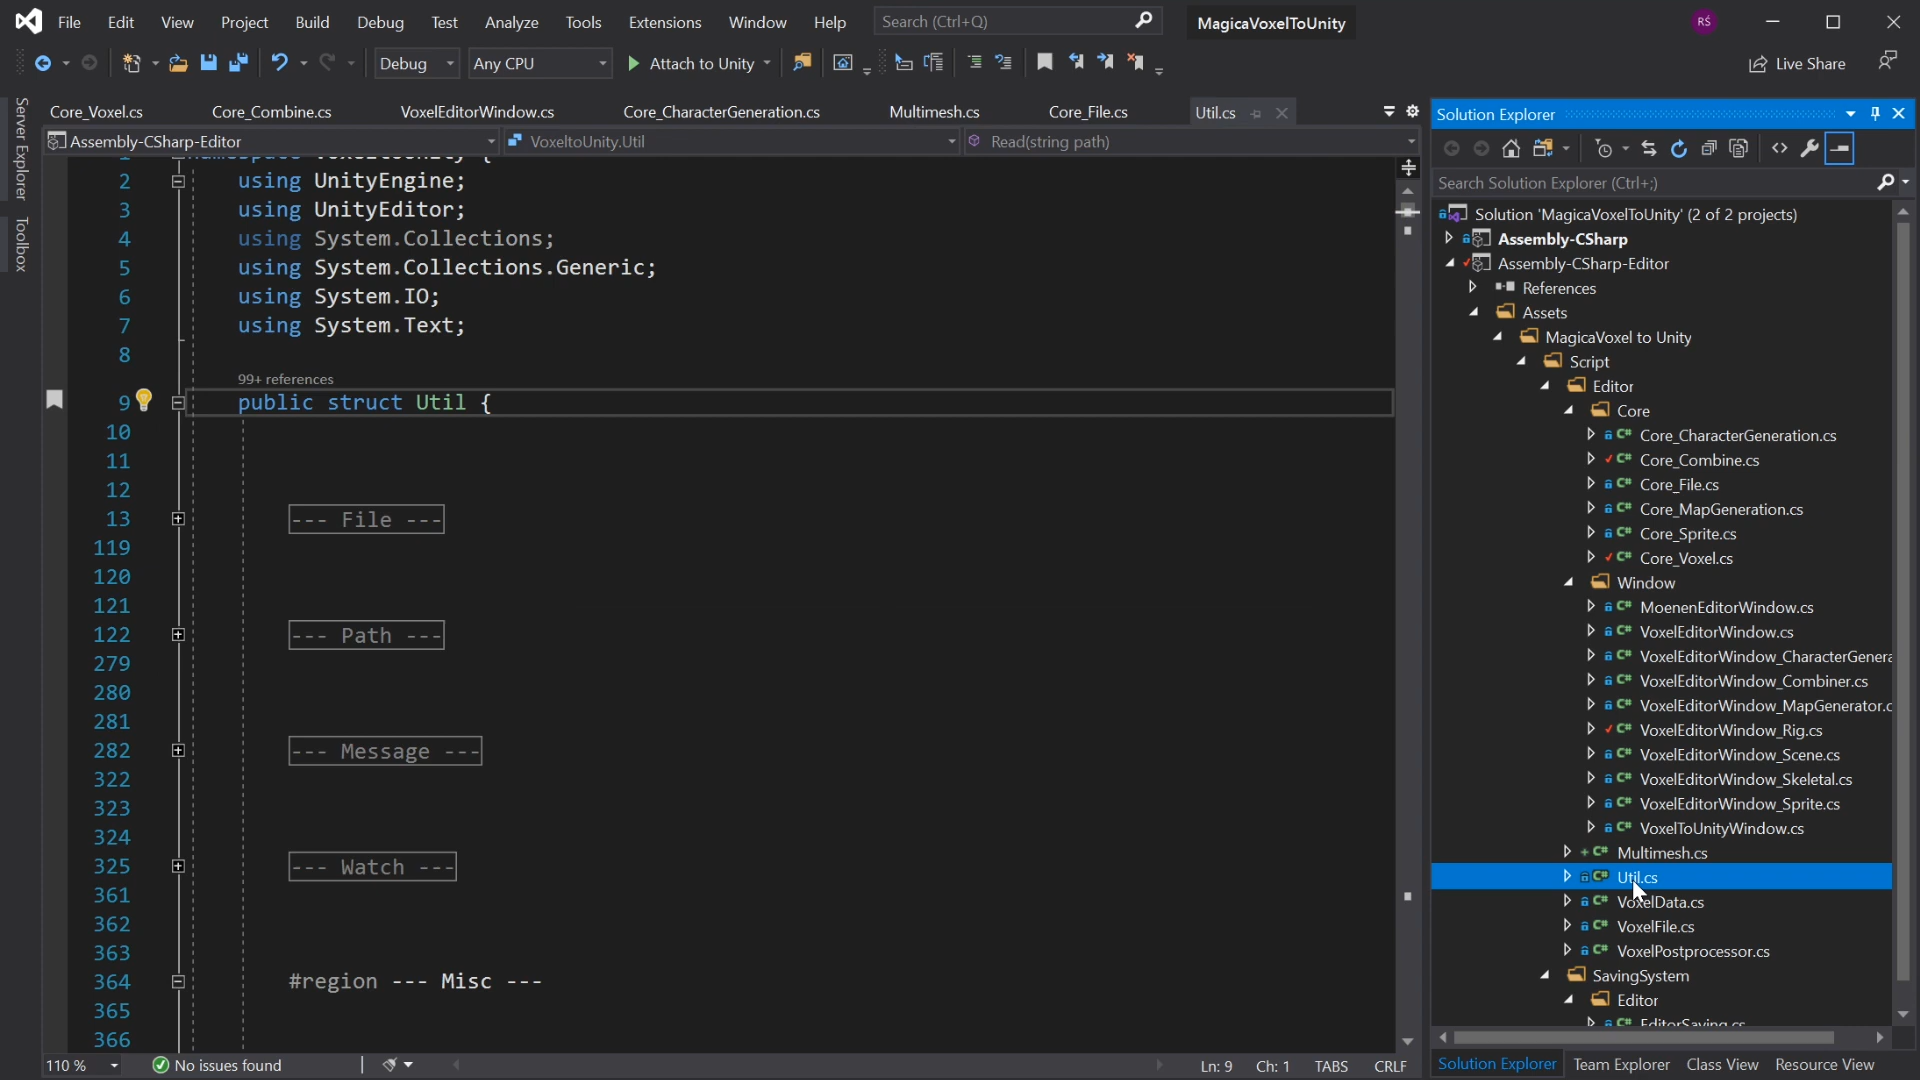 File Edit View Project Build Debug Test Analyze Tools Extensions Window Help Search (Ctrl+Q) MagicaVoxelToUnity RŚ
Debug Any CPU Attach to Unity Live Share
Server Explorer
Toolbox
Core_Voxel.cs Core_Combine.cs VoxelEditorWindow.cs Core_CharacterGeneration.cs Multimesh.cs Core_File.cs Util.cs
Assembly-CSharp-Editor VoxeltoUnity.Util Read(string path)
2 using UnityEngine;
3 using UnityEditor;
4 using System.Collections;
5 using System.Collections.Generic;
6 using System.IO;
7 using System.Text;
8
99+ references
9 public struct Util {
10
11
12
13 --- File ---
119
120
121
122 --- Path ---
279
280
281
282 --- Message ---
322
323
324
325 --- Watch ---
361
362
363
364 #region --- Misc ---
365
366
110 % No issues found Ln: 9 Ch: 1 TABS CRLF
Solution Explorer
Search Solution Explorer (Ctrl+;)
Solution 'MagicaVoxelToUnity' (2 of 2 projects)
Assembly-CSharp
Assembly-CSharp-Editor
References
Assets
MagicaVoxel to Unity
Script
Editor
Core
C# Core_CharacterGeneration.cs
C# Core_Combine.cs
C# Core_File.cs
C# Core_MapGeneration.cs
C# Core_Sprite.cs
C# Core_Voxel.cs
Window
C# MoenenEditorWindow.cs
C# VoxelEditorWindow.cs
C# VoxelEditorWindow_CharacterGenera
C# VoxelEditorWindow_Combiner.cs
C# VoxelEditorWindow_MapGenerator.c
C# VoxelEditorWindow_Rig.cs
C# VoxelEditorWindow_Scene.cs
C# VoxelEditorWindow_Skeletal.cs
C# VoxelEditorWindow_Sprite.cs
C# VoxelToUnityWindow.cs
C# Multimesh.cs
C# Util.cs
C# VoxelData.cs
C# VoxelFile.cs
C# VoxelPostprocessor.cs
SavingSystem
Editor
C# EditorSaving.cs
Solution Explorer Team Explorer Class View Resource View